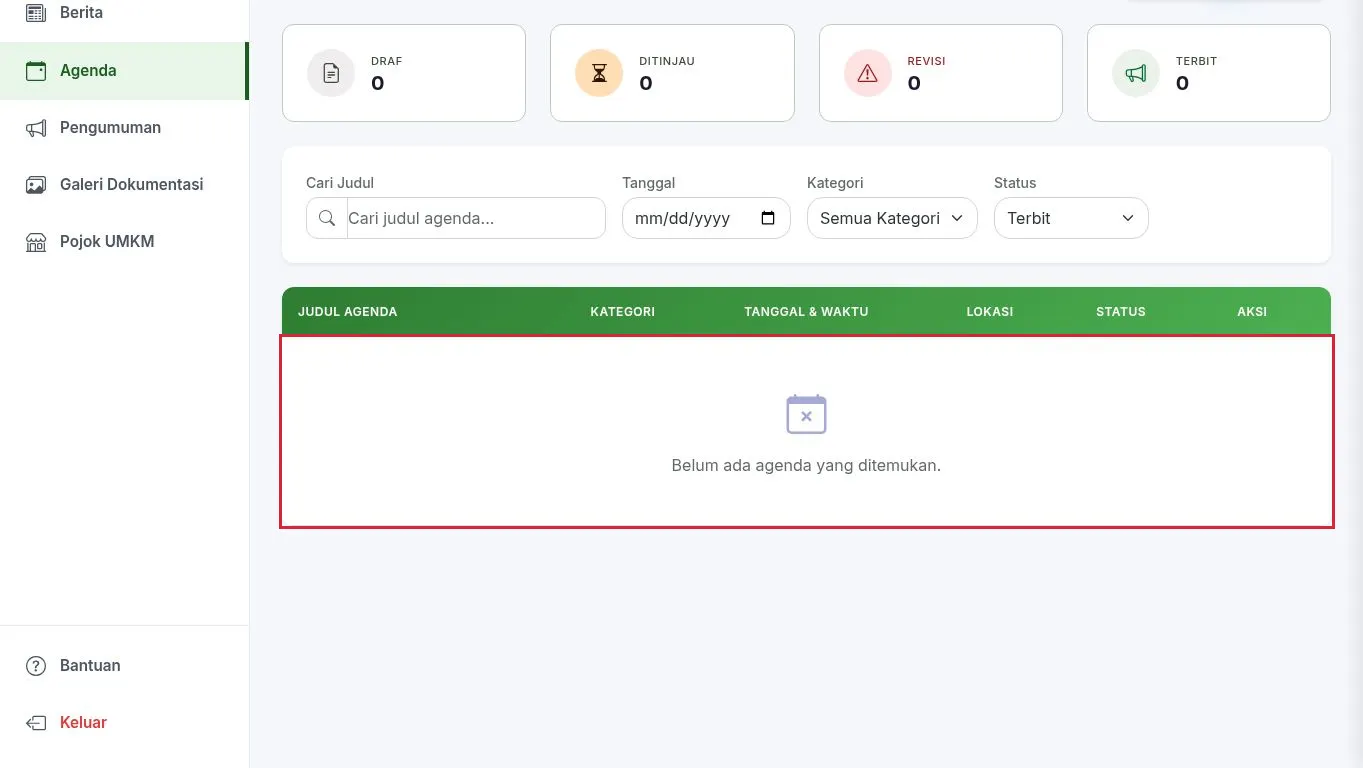 Berita
Agenda
Pengumuman
Galeri Dokumentasi
Pojok UMKM
Bantuan
Keluar
DRAF
0
DITINJAU
0
REVISI
0
TERBIT
0
Cari Judul
Cari judul agenda...
Tanggal
mm/dd/yyyy
Kategori
Semua Kategori
Status
Terbit
JUDUL AGENDA KATEGORI TANGGAL & WAKTU LOKASI STATUS AKSI
Belum ada agenda yang ditemukan.